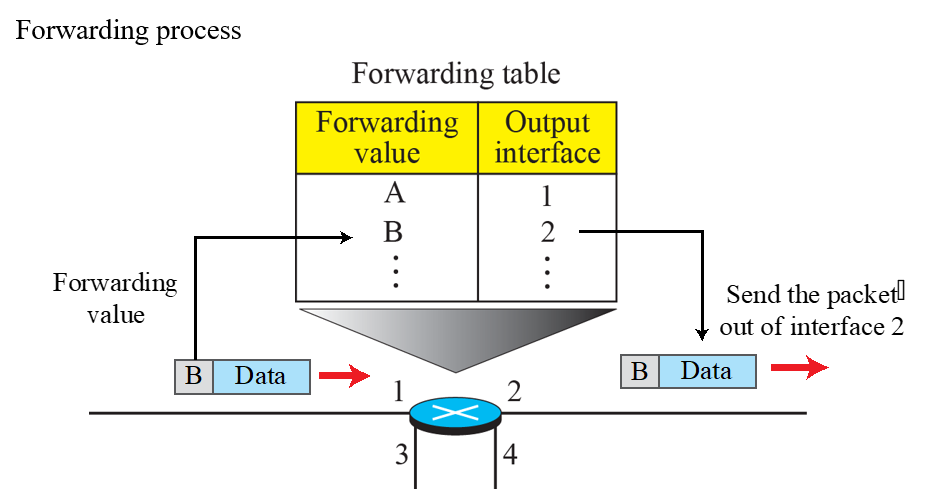 Forwarding process
Forwarding table
Forwarding value
Output interface
A
1
B
2
Forwarding
value
Send the packet
out of interface 2
B
Data
B
Data
1
2
3
4